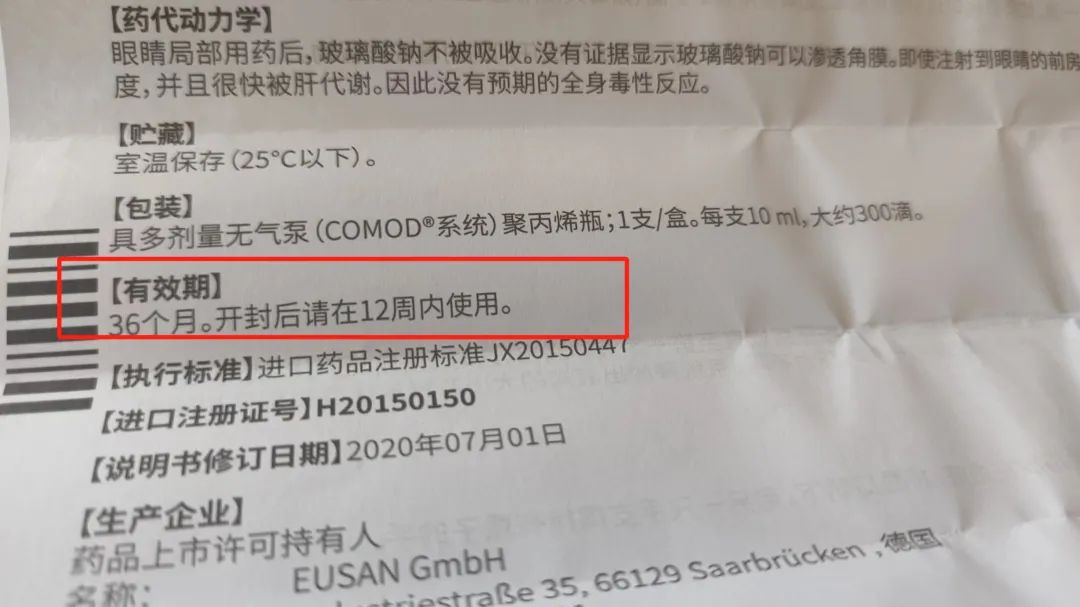 【药代动力学】
眼睛局部用药后，玻璃酸钠不被吸收。没有证据显示玻璃酸钠可以渗透角膜。即使注射到眼睛的前房
度，并且很快被肝代谢。因此没有预期的全身毒性反应。
【贮藏】
室温保存（25℃以下）。
【包装】
具多剂量无气泵（COMOD®系统）聚丙烯瓶；1支/盒。每支10 ml，大约300滴。
【有效期】
36个月。开封后请在12周内使用。
【执行标准】进口药品注册标准JX20150447
【进口注册证号】H20150150
【说明书修订日期】2020年07月01日
【生产企业】
药品上市许可持有人
名称： EUSAN GmbH
straße 35, 66129 Saarbrücken ,德国